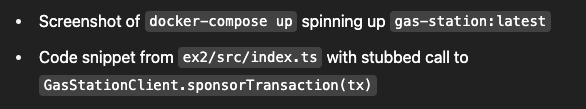 • Screenshot of docker-compose up spinning up gas-station:latest
• Code snippet from ex2/src/index.ts with stubbed call to
GasStationClient.sponsorTransaction(tx)